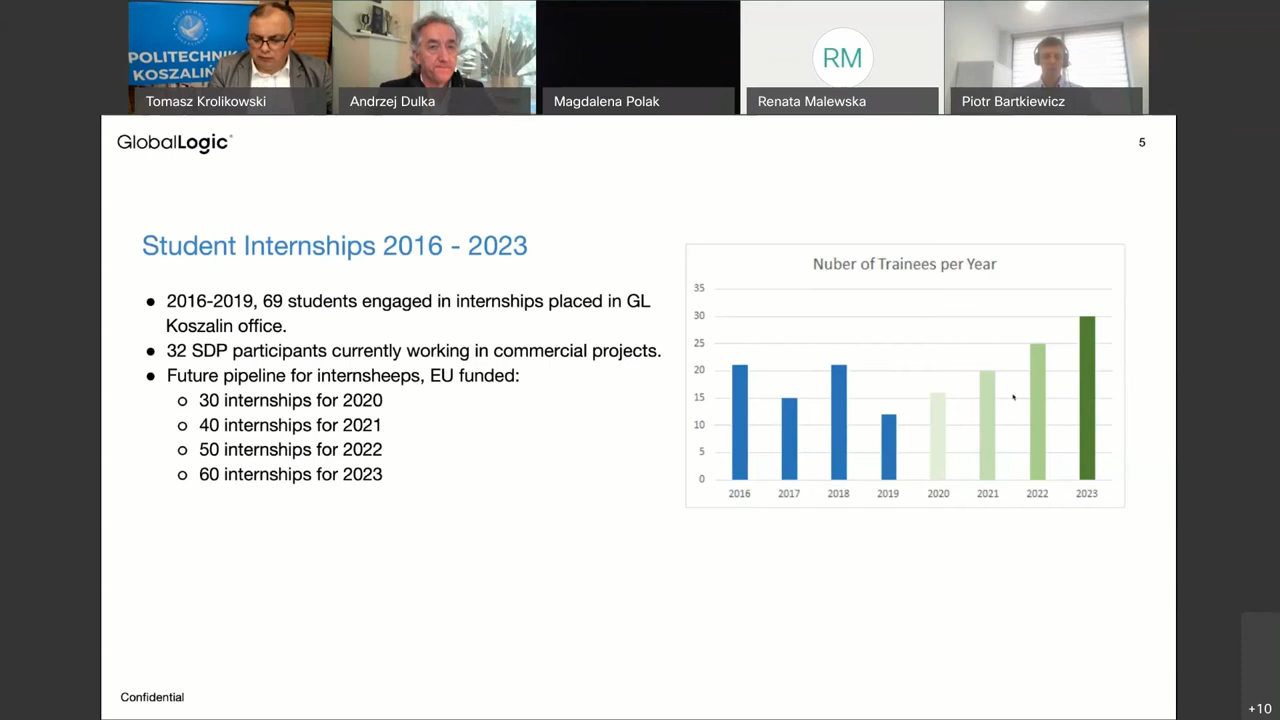 POLITECHNIK
KOSZALIŃ
Tomasz Krolikowski
Andrzej Dulka
Magdalena Polak
RM
Renata Malewska
Piotr Bartkiewicz
GlobalLogic
5
Student Internships 2016 - 2023
● 2016-2019, 69 students engaged in internships placed in GL
Koszalin office.
● 32 SDP participants currently working in commercial projects.
● Future pipeline for internsheeps, EU funded:
○ 30 internships for 2020
○ 40 internships for 2021
○ 50 internships for 2022
○ 60 internships for 2023
Nuber of Trainees per Year
35
30
25
20
15
10
5
0
2016 2017 2018 2019 2020 2021 2022 2023
Confidential
+10